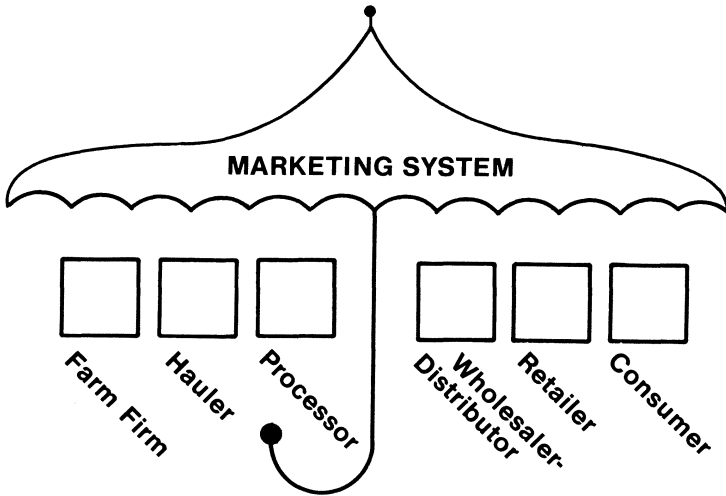 MARKETING SYSTEM
Farm Firm
Hauler
Processor
Wholesaler-
Distributor
Retailer
Consumer